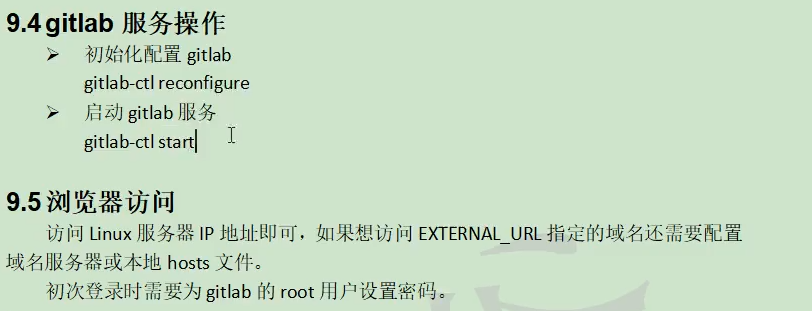 9.4 gitlab 服务操作
➢ 初始化配置 gitlab
gitlab-ctl reconfigure
➢ 启动 gitlab 服务
gitlab-ctl start
9.5 浏览器访问
访问 Linux 服务器 IP 地址即可，如果想访问 EXTERNAL_URL 指定的域名还需要配置
域名服务器或本地 hosts 文件。
初次登录时需要为 gitlab 的 root 用户设置密码。